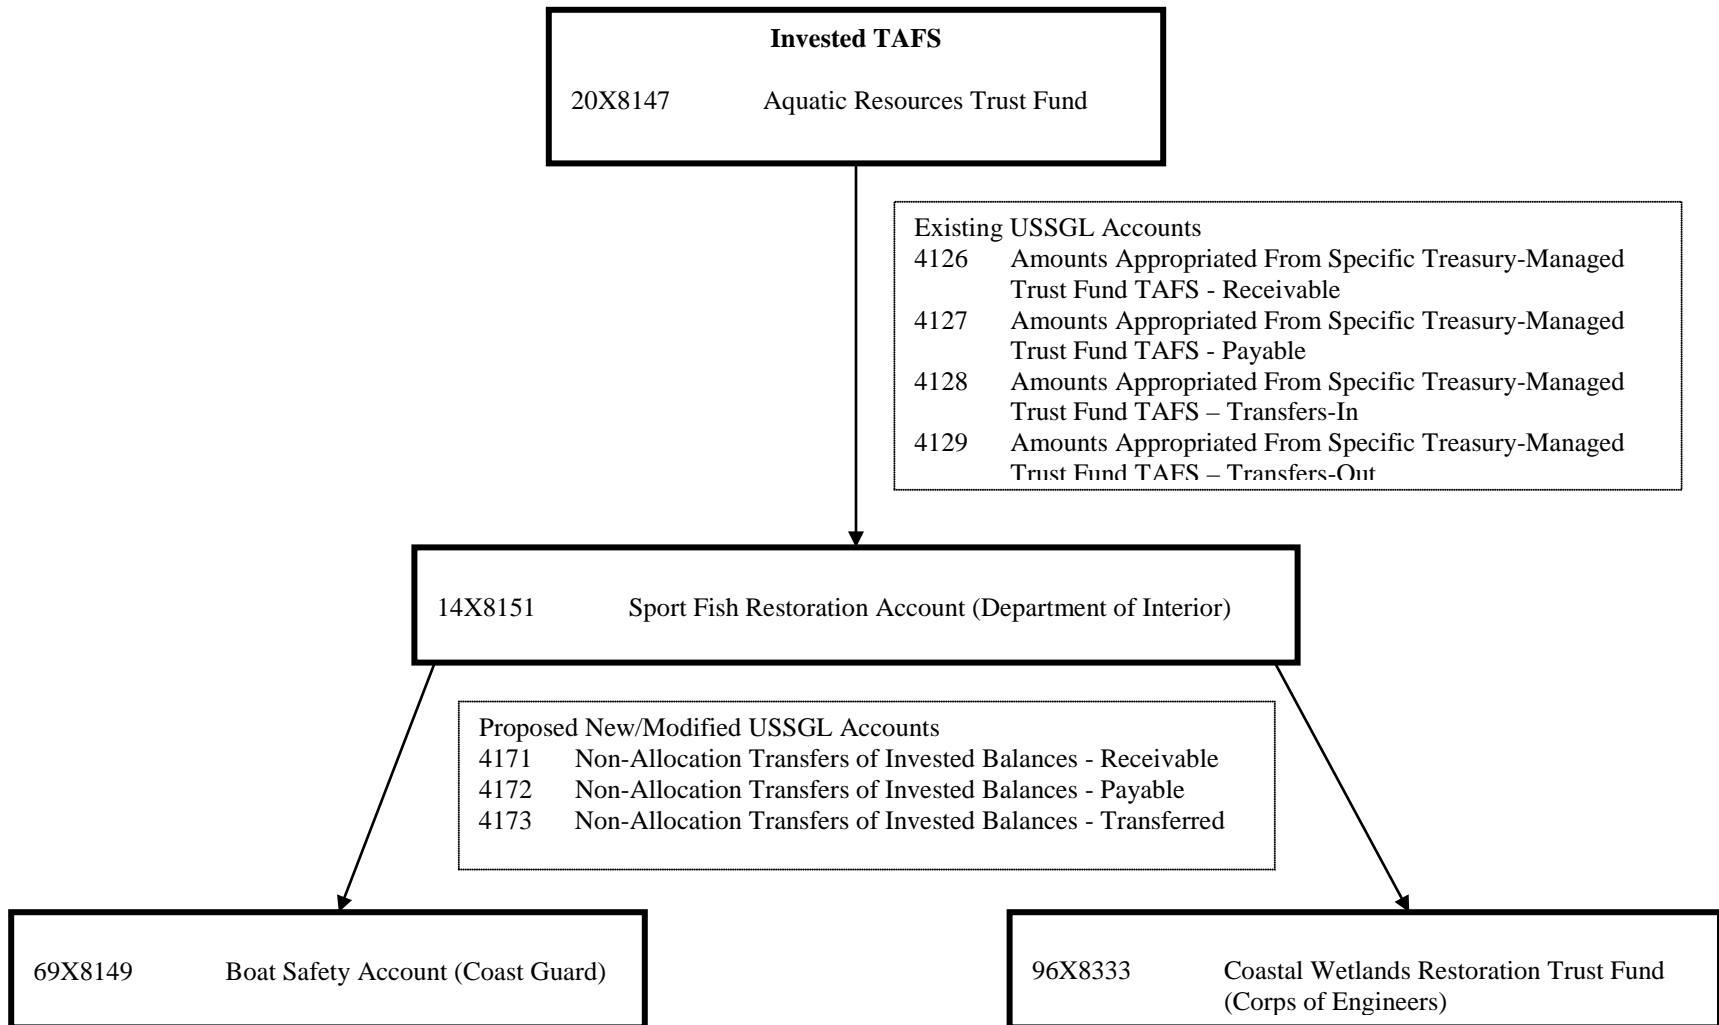 Invested TAFS
20X8147 Aquatic Resources Trust Fund
Existing USSGL Accounts
4126 Amounts Appropriated From Specific Treasury-Managed
Trust Fund TAFS - Receivable
4127 Amounts Appropriated From Specific Treasury-Managed
Trust Fund TAFS - Payable
4128 Amounts Appropriated From Specific Treasury-Managed
Trust Fund TAFS – Transfers-In
4129 Amounts Appropriated From Specific Treasury-Managed
Trust Fund TAFS – Transfers-Out
14X8151 Sport Fish Restoration Account (Department of Interior)
Proposed New/Modified USSGL Accounts
4171 Non-Allocation Transfers of Invested Balances - Receivable
4172 Non-Allocation Transfers of Invested Balances - Payable
4173 Non-Allocation Transfers of Invested Balances - Transferred
69X8149 Boat Safety Account (Coast Guard)
96X8333 Coastal Wetlands Restoration Trust Fund
(Corps of Engineers)